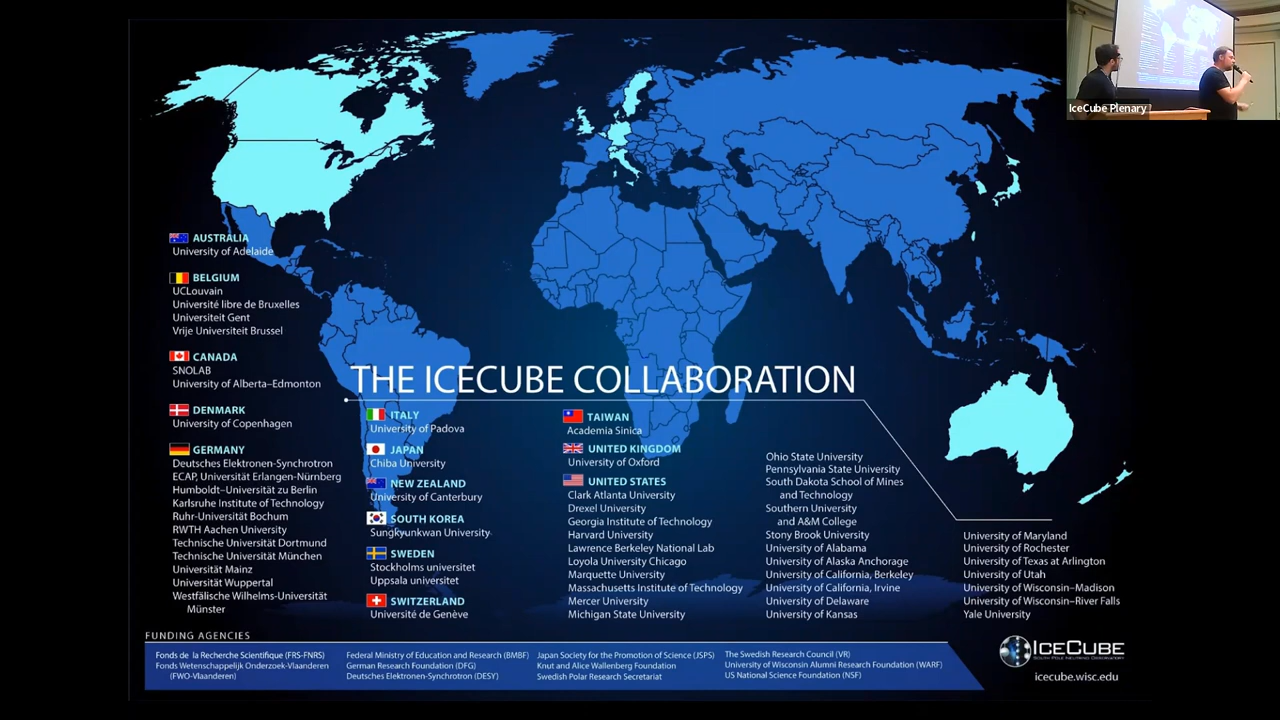 IceCube Plenary
AUSTRALIA
University of Adelaide
BELGIUM
UCLouvain
Université libre de Bruxelles
Universiteit Gent
Vrije Universiteit Brussel
CANADA
SNOLAB
University of Alberta–Edmonton
DENMARK
University of Copenhagen
GERMANY
Deutsches Elektronen-Synchrotron
ECAP, Universität Erlangen-Nürnberg
Humboldt–Universität zu Berlin
Karlsruhe Institute of Technology
Ruhr-Universität Bochum
RWTH Aachen University
Technische Universität Dortmund
Technische Universität München
Universität Mainz
Universität Wuppertal
Westfälische Wilhelms-Universität
Münster
THE ICECUBE COLLABORATION
ITALY
University of Padova
JAPAN
Chiba University
NEW ZEALAND
University of Canterbury
SOUTH KOREA
Sungkyunkwan University
SWEDEN
Stockholms universitet
Uppsala universitet
SWITZERLAND
Université de Genève
TAIWAN
Academia Sinica
UNITED KINGDOM
University of Oxford
UNITED STATES
Clark Atlanta University
Drexel University
Georgia Institute of Technology
Harvard University
Lawrence Berkeley National Lab
Loyola University Chicago
Marquette University
Massachusetts Institute of Technology
Mercer University
Michigan State University
Ohio State University
Pennsylvania State University
South Dakota School of Mines
and Technology
Southern University
and A&M College
Stony Brook University
University of Alabama
University of Alaska Anchorage
University of California, Berkeley
University of California, Irvine
University of Delaware
University of Kansas
University of Maryland
University of Rochester
University of Texas at Arlington
University of Utah
University of Wisconsin–Madison
University of Wisconsin–River Falls
Yale University
FUNDING AGENCIES
Fonds de la Recherche Scientifique (FRS-FNRS)
Fonds Wetenschappelijk Onderzoek-Vlaanderen
(FWO-Vlaanderen)
Federal Ministry of Education and Research (BMBF)
German Research Foundation (DFG)
Deutsches Elektronen-Synchrotron (DESY)
Japan Society for the Promotion of Science (JSPS)
Knut and Alice Wallenberg Foundation
Swedish Polar Research Secretariat
The Swedish Research Council (VR)
University of Wisconsin Alumni Research Foundation (WARF)
US National Science Foundation (NSF)
ICECUBE
SOUTH POLE NEUTRINO OBSERVATORY
icecube.wisc.edu